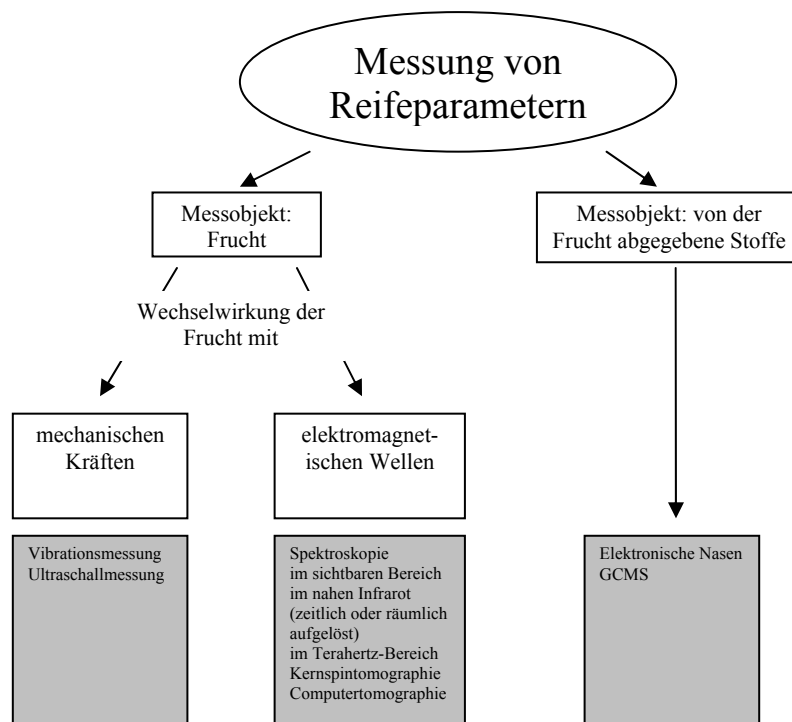 Messung von
Reifeparametern
Messobjekt:
Frucht
Messobjekt: von der
Frucht abgegebene Stoffe
Wechselwirkung der
Frucht mit
mechanischen
Kräften
elektromagnet-
ischen Wellen
Vibrationsmessung
Ultraschallmessung
Spektroskopie
im sichtbaren Bereich
im nahen Infrarot
(zeitlich oder räumlich
aufgelöst)
im Terahertz-Bereich
Kernspintomographie
Computertomographie
Elektronische Nasen
GCMS